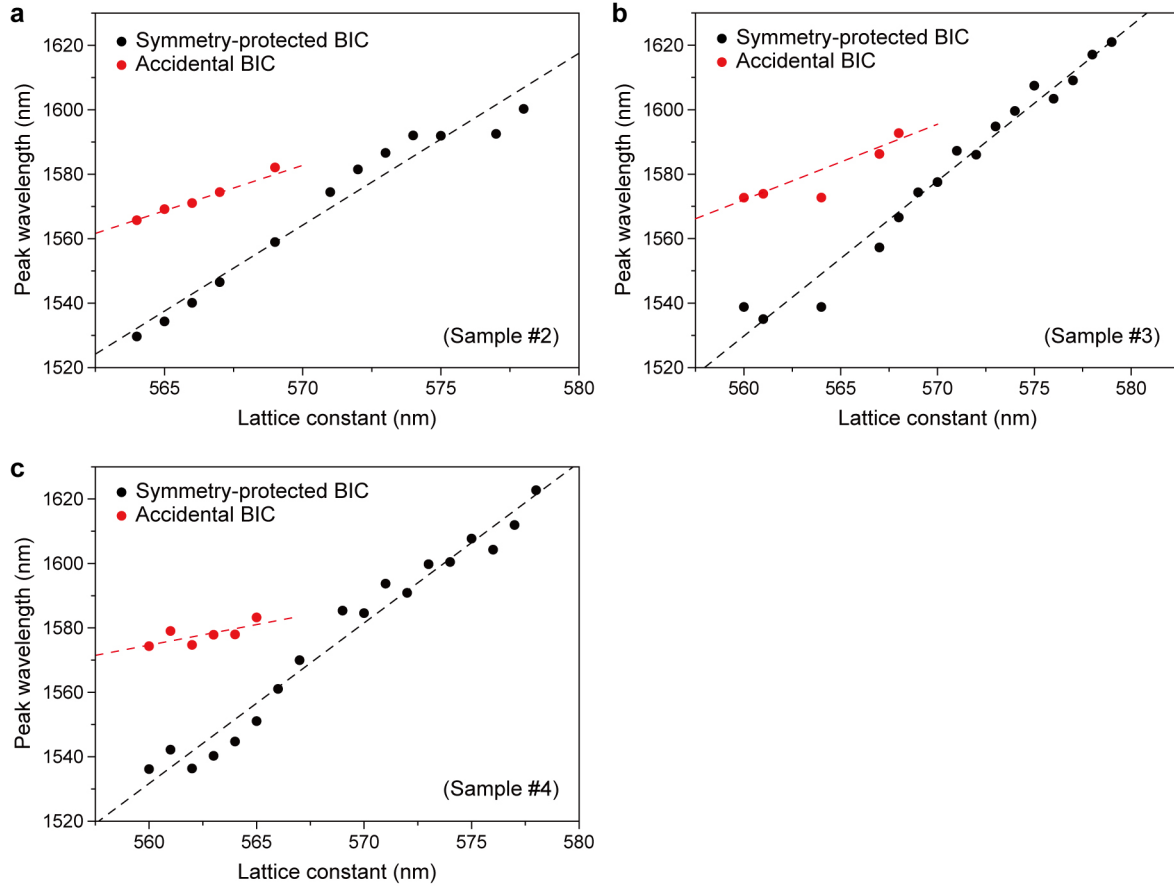 a
Symmetry-protected BIC
Accidental BIC
1620
1600
1580
1560
1540
1520
Peak wavelength (nm)
(Sample #2)
565
570
575
580
Lattice constant (nm)
b
Symmetry-protected BIC
Accidental BIC
1620
1600
1580
1560
1540
1520
Peak wavelength (nm)
(Sample #3)
560
565
570
575
580
Lattice constant (nm)
c
Symmetry-protected BIC
Accidental BIC
1620
1600
1580
1560
1540
1520
Peak wavelength (nm)
(Sample #4)
560
565
570
575
580
Lattice constant (nm)